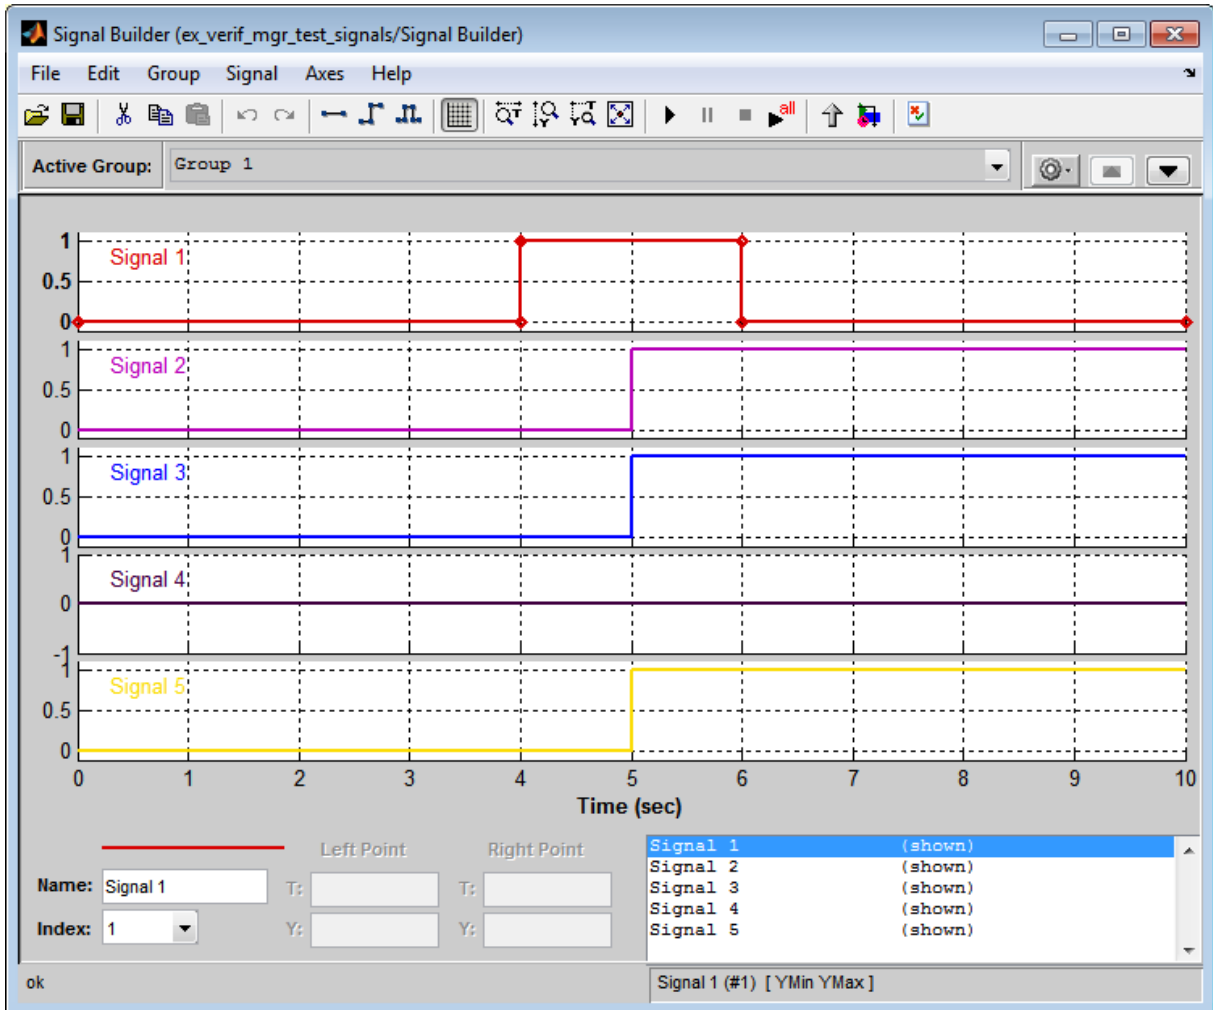 Signal Builder (ex_verif_mgr_test_signals/Signal Builder)
File Edit Group Signal Axes Help
all
Active Group: Group 1
1
Signal 1
0.5
0
1
Signal 2
0.5
0
1
Signal 3
0.5
0
1
Signal 4
0
-1
1
Signal 5
0.5
0
0 1 2 3 4 5 6 7 8 9 10
Time (sec)
Left Point Right Point
Name: Signal 1 T: T:
Index: 1 Y: Y:
Signal 1 (shown)
Signal 2 (shown)
Signal 3 (shown)
Signal 4 (shown)
Signal 5 (shown)
ok
Signal 1 (#1) [ YMin YMax ]